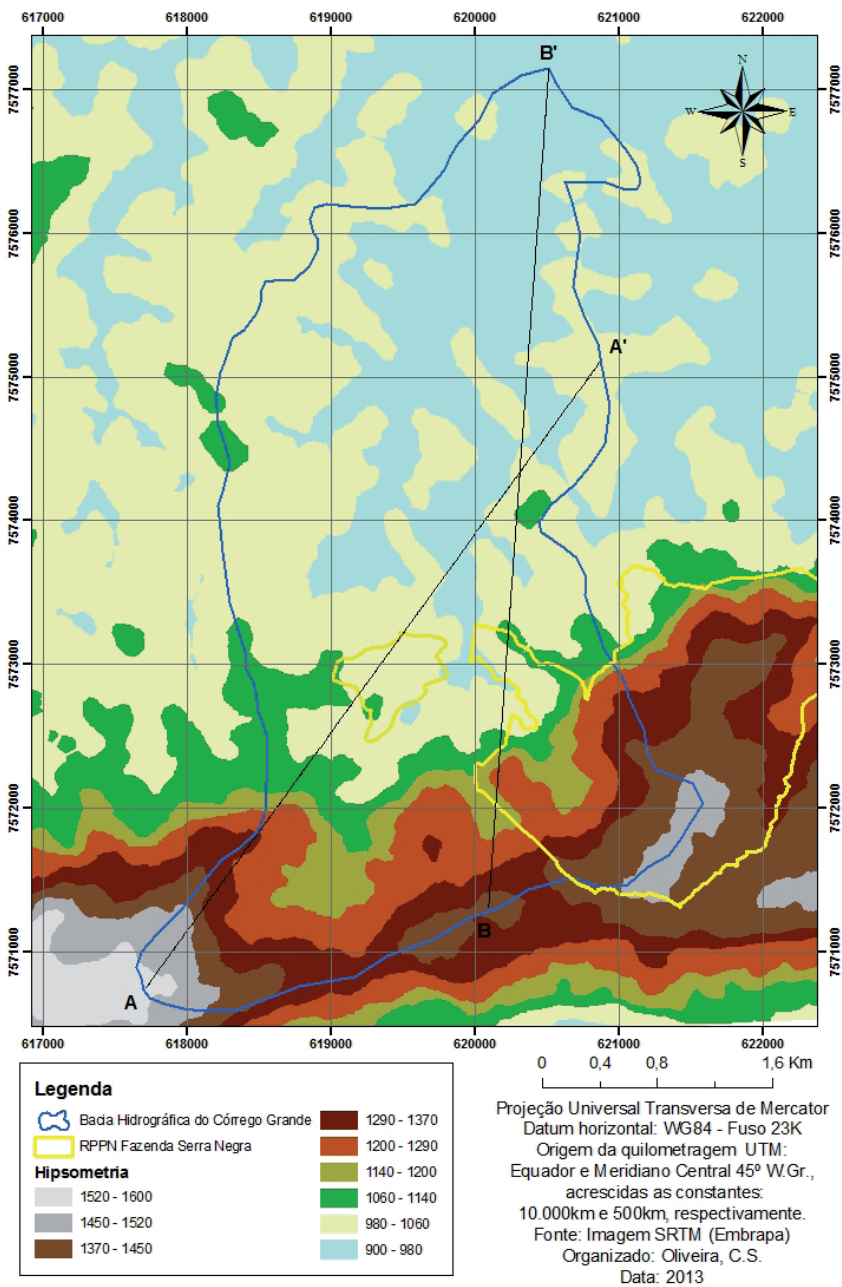 617000 618000 619000 620000 621000 622000
B'
N
W E
S
7577000 7577000
7576000 7576000
A'
7575000 7575000
7574000 7574000
7573000 7573000
7572000 7572000
B
7571000 7571000
A
617000 618000 619000 620000 621000 622000
Legenda
Bacia Hidrográfica do Córrego Grande
RPPN Fazenda Serra Negra
Hipsometria
1520 - 1600
1450 - 1520
1370 - 1450
1290 - 1370
1200 - 1290
1140 - 1200
1060 - 1140
980 - 1060
900 - 980
0 0,4 0,8 1,6 Km
Projeção Universal Transversa de Mercator
Datum horizontal: WG84 - Fuso 23K
Origem da quilometragem UTM:
Equador e Meridiano Central 45º W.Gr.,
acrescidas as constantes:
10.000km e 500km, respectivamente.
Fonte: Imagem SRTM (Embrapa)
Organizado: Oliveira, C.S.
Data: 2013